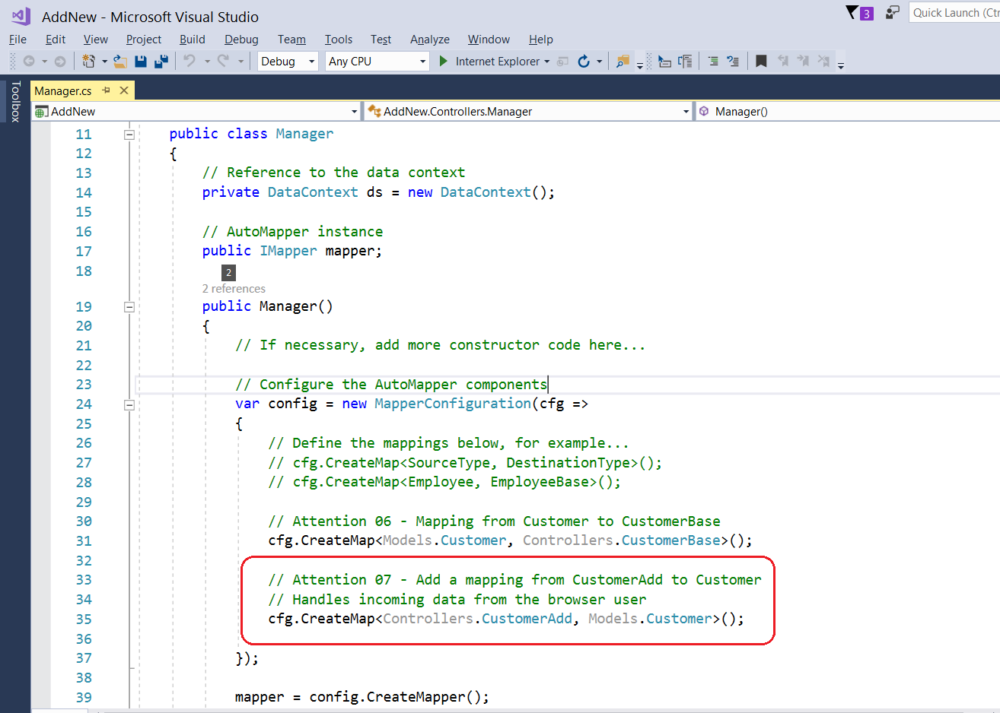 AddNew - Microsoft Visual Studio
3
Quick Launch (Ctr
File Edit View Project Build Debug Team Tools Test Analyze Window Help
Debug Any CPU Internet Explorer
Toolbox
Manager.cs
AddNew AddNew.Controllers.Manager Manager()
11 public class Manager
12 {
13 // Reference to the data context
14 private DataContext ds = new DataContext();
15
16 // AutoMapper instance
17 public IMapper mapper;
18
2
2 references
19 public Manager()
20 {
21 // If necessary, add more constructor code here...
22
23 // Configure the AutoMapper components
24 var config = new MapperConfiguration(cfg =>
25 {
26 // Define the mappings below, for example...
27 // cfg.CreateMap<SourceType, DestinationType>();
28 // cfg.CreateMap<Employee, EmployeeBase>();
29
30 // Attention 06 - Mapping from Customer to CustomerBase
31 cfg.CreateMap<Models.Customer, Controllers.CustomerBase>();
32
33 // Attention 07 - Add a mapping from CustomerAdd to Customer
34 // Handles incoming data from the browser user
35 cfg.CreateMap<Controllers.CustomerAdd, Models.Customer>();
36
37 });
38
39 mapper = config.CreateMapper();